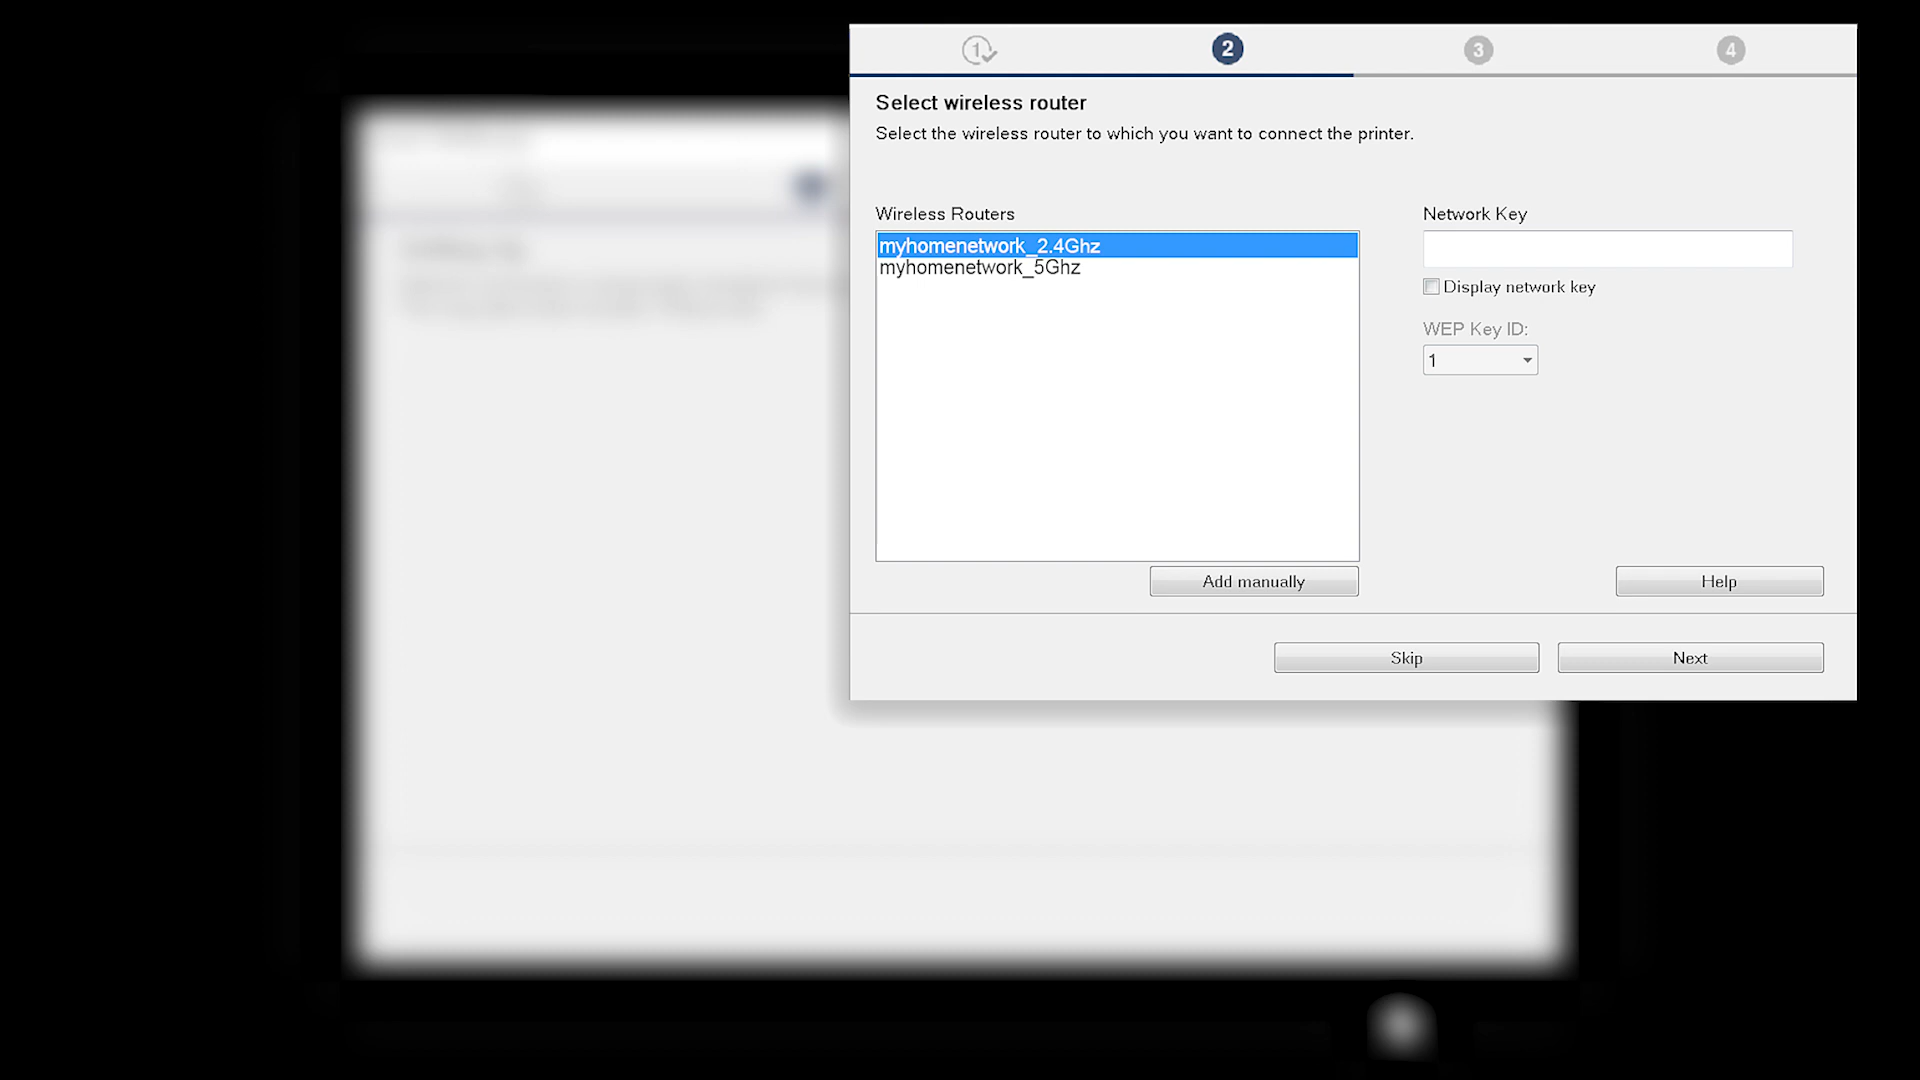 1 2 3 4
Select wireless router
Select the wireless router to which you want to connect the printer.
Wireless Routers
myhomenetwork_2.4Ghz
myhomenetwork_5Ghz
Add manually
Network Key
Display network key
WEP Key ID:
1
Help
Skip
Next